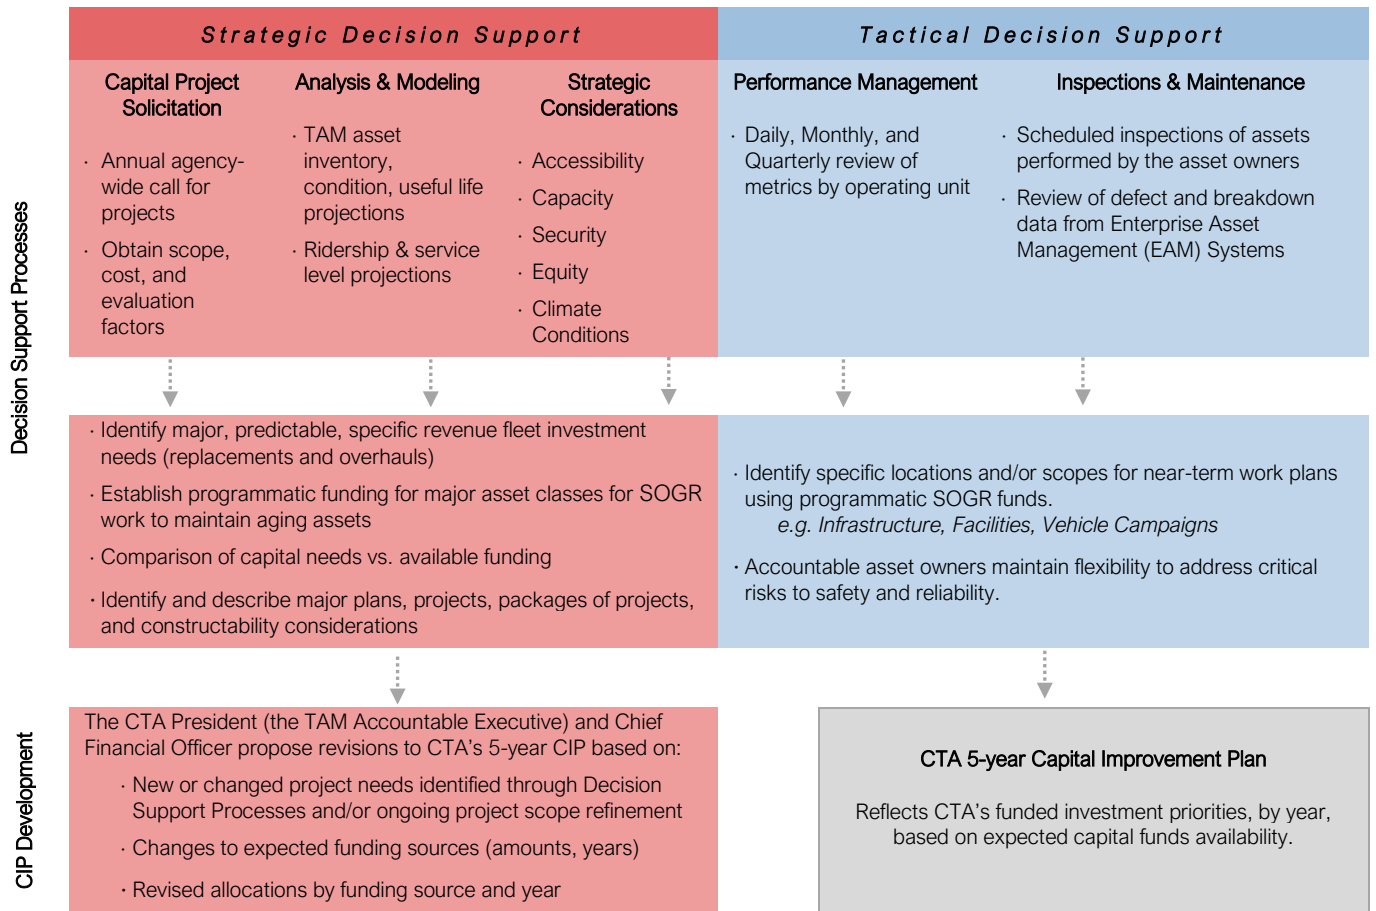 Strategic Decision Support
Tactical Decision Support
Decision Support Processes
Capital Project
Solicitation
· Annual agency-
wide call for
projects
· Obtain scope,
cost, and
evaluation
factors
Analysis & Modeling
· TAM asset
inventory,
condition, useful life
projections
· Ridership & service
level projections
Strategic
Considerations
· Accessibility
· Capacity
· Security
· Equity
· Climate
Conditions
Performance Management
· Daily, Monthly, and
Quarterly review of
metrics by operating unit
Inspections & Maintenance
· Scheduled inspections of assets
performed by the asset owners
· Review of defect and breakdown
data from Enterprise Asset
Management (EAM) Systems
· Identify major, predictable, specific revenue fleet investment
needs (replacements and overhauls)
· Establish programmatic funding for major asset classes for SOGR
work to maintain aging assets
· Comparison of capital needs vs. available funding
· Identify and describe major plans, projects, packages of projects,
and constructability considerations
· Identify specific locations and/or scopes for near-term work plans
using programmatic SOGR funds.
e.g. Infrastructure, Facilities, Vehicle Campaigns
· Accountable asset owners maintain flexibility to address critical
risks to safety and reliability.
CIP Development
The CTA President (the TAM Accountable Executive) and Chief
Financial Officer propose revisions to CTA's 5-year CIP based on:
· New or changed project needs identified through Decision
Support Processes and/or ongoing project scope refinement
· Changes to expected funding sources (amounts, years)
· Revised allocations by funding source and year
CTA 5-year Capital Improvement Plan
Reflects CTA's funded investment priorities, by year,
based on expected capital funds availability.